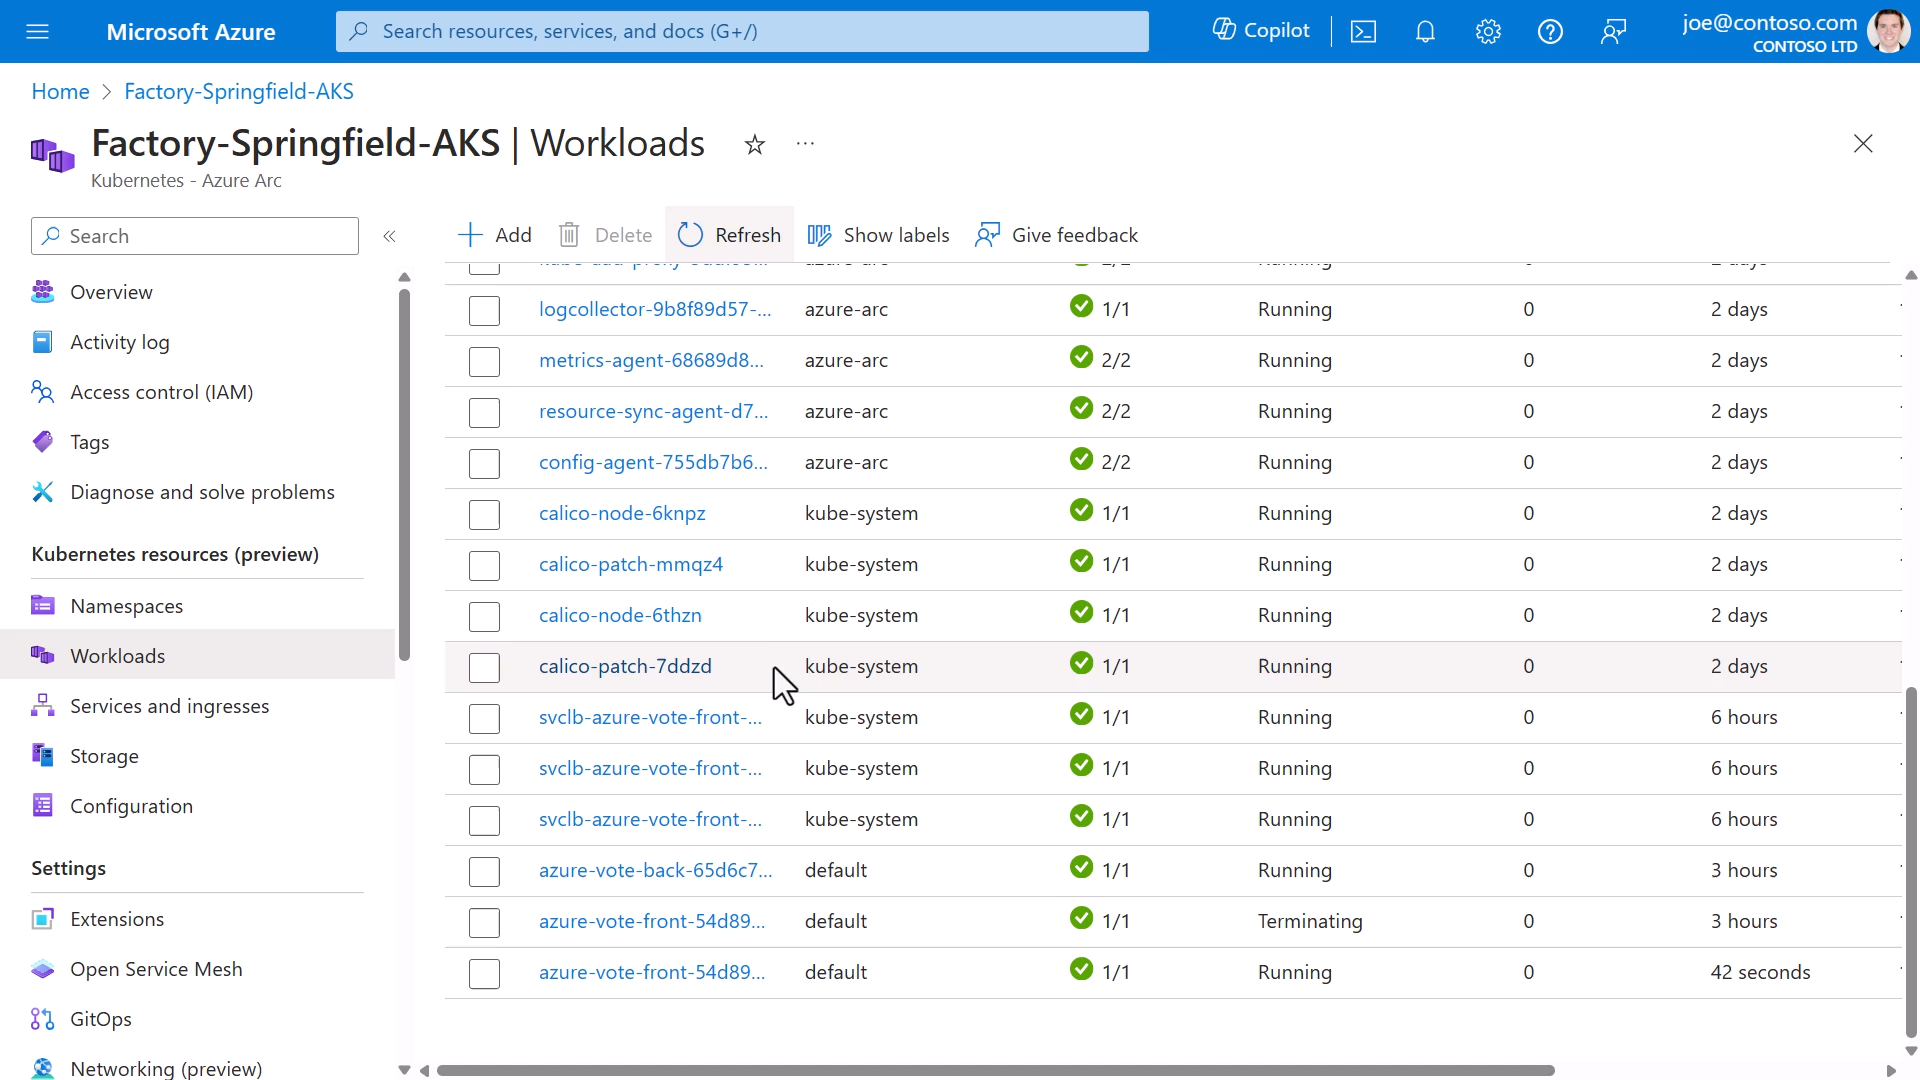 Microsoft Azure
Search resources, services, and docs (G+/)
Copilot
joe@contoso.com
CONTOSO LTD
Home > Factory-Springfield-AKS
Factory-Springfield-AKS | Workloads
Kubernetes - Azure Arc
Search
Overview
Activity log
Access control (IAM)
Tags
Diagnose and solve problems
Kubernetes resources (preview)
Namespaces
Workloads
Services and ingresses
Storage
Configuration
Settings
Extensions
Open Service Mesh
GitOps
Networking (preview)
Add Delete Refresh Show labels Give feedback
logcollector-9b8f89d57-... azure-arc 1/1 Running 0 2 days
metrics-agent-68689d8... azure-arc 2/2 Running 0 2 days
resource-sync-agent-d7... azure-arc 2/2 Running 0 2 days
config-agent-755db7b6... azure-arc 2/2 Running 0 2 days
calico-node-6knpz kube-system 1/1 Running 0 2 days
calico-patch-mmqz4 kube-system 1/1 Running 0 2 days
calico-node-6thzn kube-system 1/1 Running 0 2 days
calico-patch-7ddzd kube-system 1/1 Running 0 2 days
svclb-azure-vote-front-... kube-system 1/1 Running 0 6 hours
svclb-azure-vote-front-... kube-system 1/1 Running 0 6 hours
svclb-azure-vote-front-... kube-system 1/1 Running 0 6 hours
azure-vote-back-65d6c7... default 1/1 Running 0 3 hours
azure-vote-front-54d89... default 1/1 Terminating 0 3 hours
azure-vote-front-54d89... default 1/1 Running 0 42 seconds